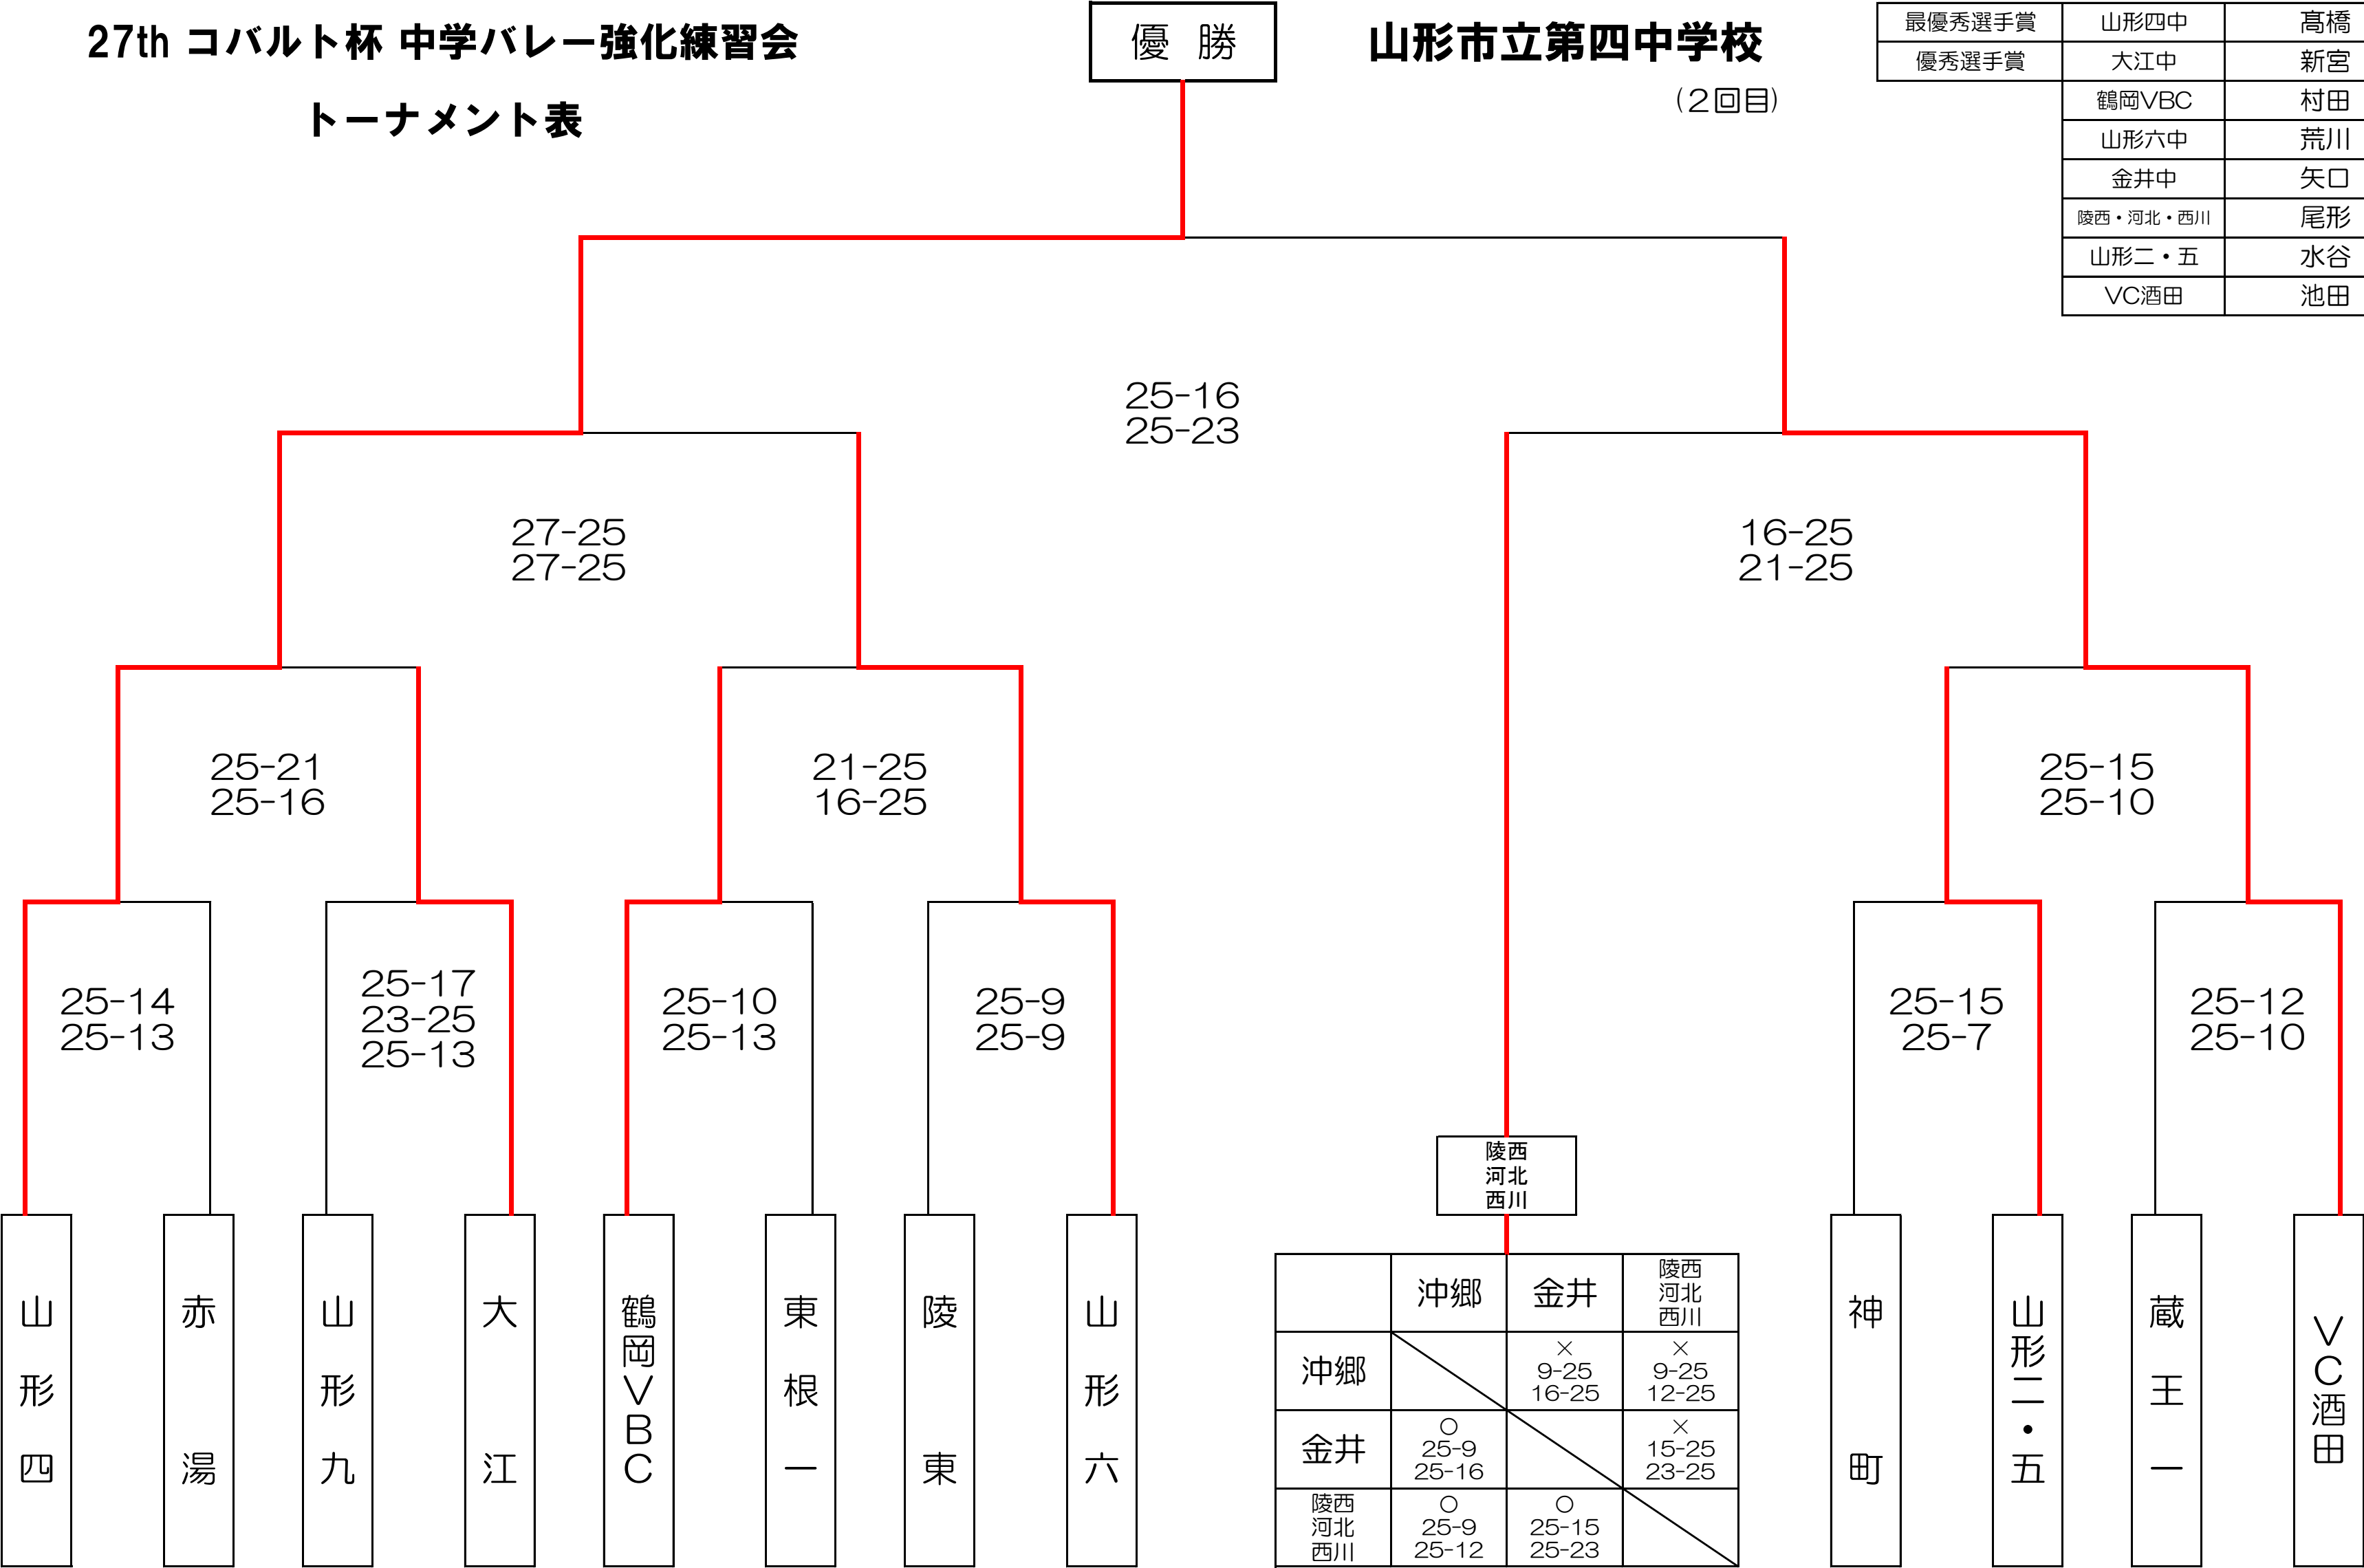 27th コバルト杯 中学バレー強化練習会
トーナメント表
優 勝
山形市立第四中学校
(2回目)
最優秀選手賞 山形四中 髙橋
優秀選手賞 大江中 新宮
鶴岡VBC 村田
山形六中 荒川
金井中 矢口
陵西・河北・西川 尾形
山形二・五 水谷
VC酒田 池田
25-16
25-23
27-25
27-25
16-25
21-25
25-21
25-16
21-25
16-25
25-15
25-10
25-14
25-13
25-17
23-25
25-13
25-10
25-13
25-9
25-9
25-15
25-7
25-12
25-10
陵西
河北
西川
山形四
赤湯
山形九
大江
鶴岡VBC
東根一
陵東
山形六
沖郷 金井 陵西
河北
西川
沖郷 × ×
9-25 9-25
16-25 12-25
金井 ○ ×
25-9 15-25
25-16 23-25
陵西 ○ ○
河北 25-9 25-15
西川 25-12 25-23
神町
山形二・五
蔵王一
VC酒田